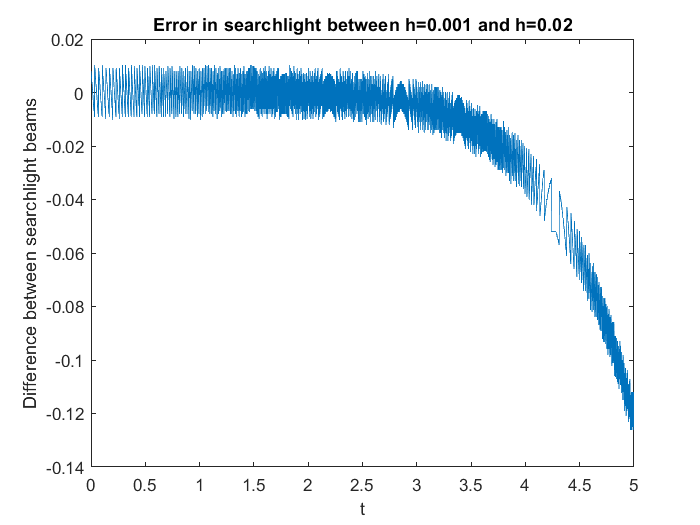 Error in searchlight between h=0.001 and h=0.02
0.02
0
-0.02
-0.04
-0.06
-0.08
-0.1
-0.12
-0.14
Difference between searchlight beams
0 0.5 1 1.5 2 2.5 3 3.5 4 4.5 5
t